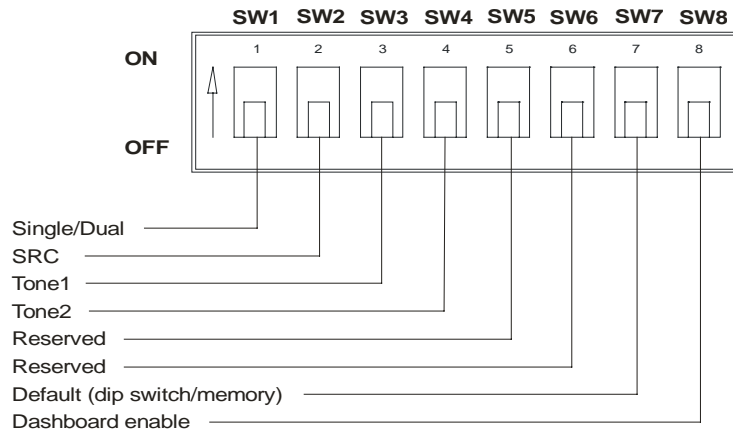 SW1 SW2 SW3 SW4 SW5 SW6 SW7 SW8
ON
1 2 3 4 5 6 7 8
OFF
Single/Dual
SRC
Tone1
Tone2
Reserved
Reserved
Default (dip switch/memory)
Dashboard enable